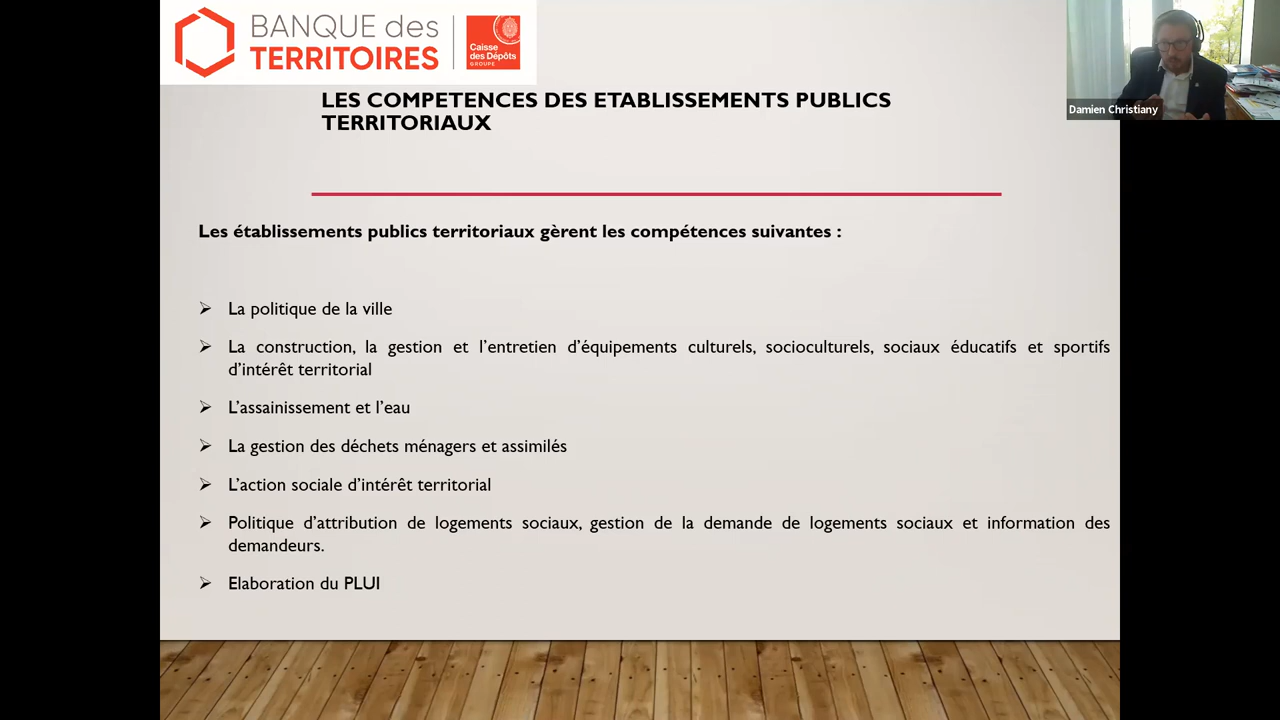 BANQUE des
TERRITOIRES
Caisse
des Dépôts
GROUPE
Damien Christiany
LES COMPETENCES DES ETABLISSEMENTS PUBLICS
TERRITORIAUX
Les établissements publics territoriaux gèrent les compétences suivantes :
➢ La politique de la ville
➢ La construction, la gestion et l’entretien d’équipements culturels, socioculturels, sociaux éducatifs et sportifs
d’intérêt territorial
➢ L’assainissement et l’eau
➢ La gestion des déchets ménagers et assimilés
➢ L’action sociale d’intérêt territorial
➢ Politique d’attribution de logements sociaux, gestion de la demande de logements sociaux et information des
demandeurs.
➢ Elaboration du PLUI